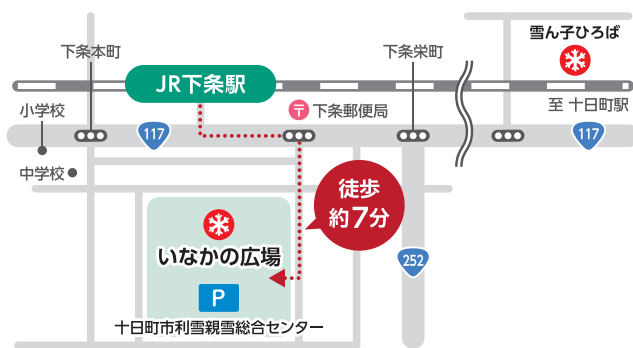 雪ん子ひろば
下条本町
下条栄町
JR下条駅
至 十日町駅
小学校
〒 下条郵便局
117
117
中学校
徒歩
約7分
いなかの広場
252
P
十日町市利雪親雪総合センター